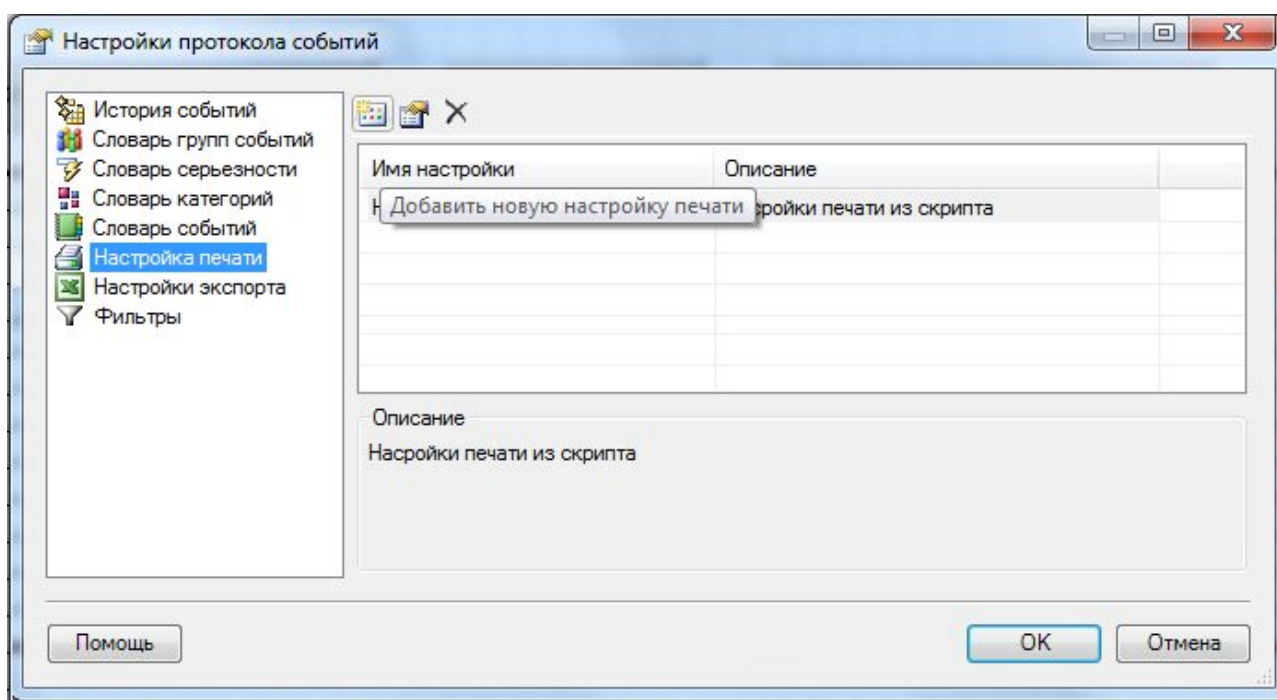 Настройки протокола событий
История событий
Словарь групп событий
Словарь серьезности
Словарь категорий
Словарь событий
Настройка печати
Настройки экспорта
Фильтры
Имя настройки Описание
Добавить новую настройку печати
ройки печати из скрипта
Описание
Насройки печати из скрипта
Помощь
OK Отмена